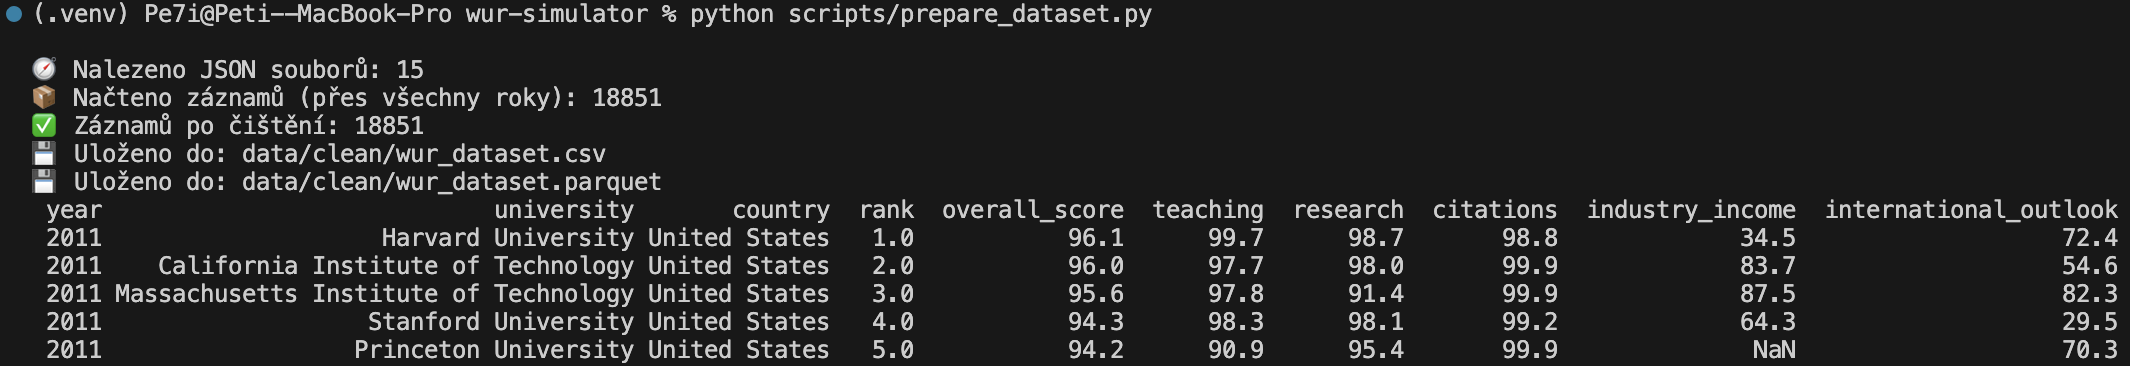 (.venv) Pe7i@Peti--MacBook-Pro wur-simulator % python scripts/prepare_dataset.py
🧭 Nalezeno JSON souborů: 15
📦 Načteno záznamů (přes všechny roky): 18851
✅ Záznamů po čištění: 18851
💾 Uloženo do: data/clean/wur_dataset.csv
💾 Uloženo do: data/clean/wur_dataset.parquet
year university country rank overall_score teaching research citations industry_income international_outlook
2011 Harvard University United States 1.0 96.1 99.7 98.7 98.8 34.5 72.4
2011 California Institute of Technology United States 2.0 96.0 97.7 98.0 99.9 83.7 54.6
2011 Massachusetts Institute of Technology United States 3.0 95.6 97.8 91.4 99.9 87.5 82.3
2011 Stanford University United States 4.0 94.3 98.3 98.1 99.2 64.3 29.5
2011 Princeton University United States 5.0 94.2 90.9 95.4 99.9 NaN 70.3